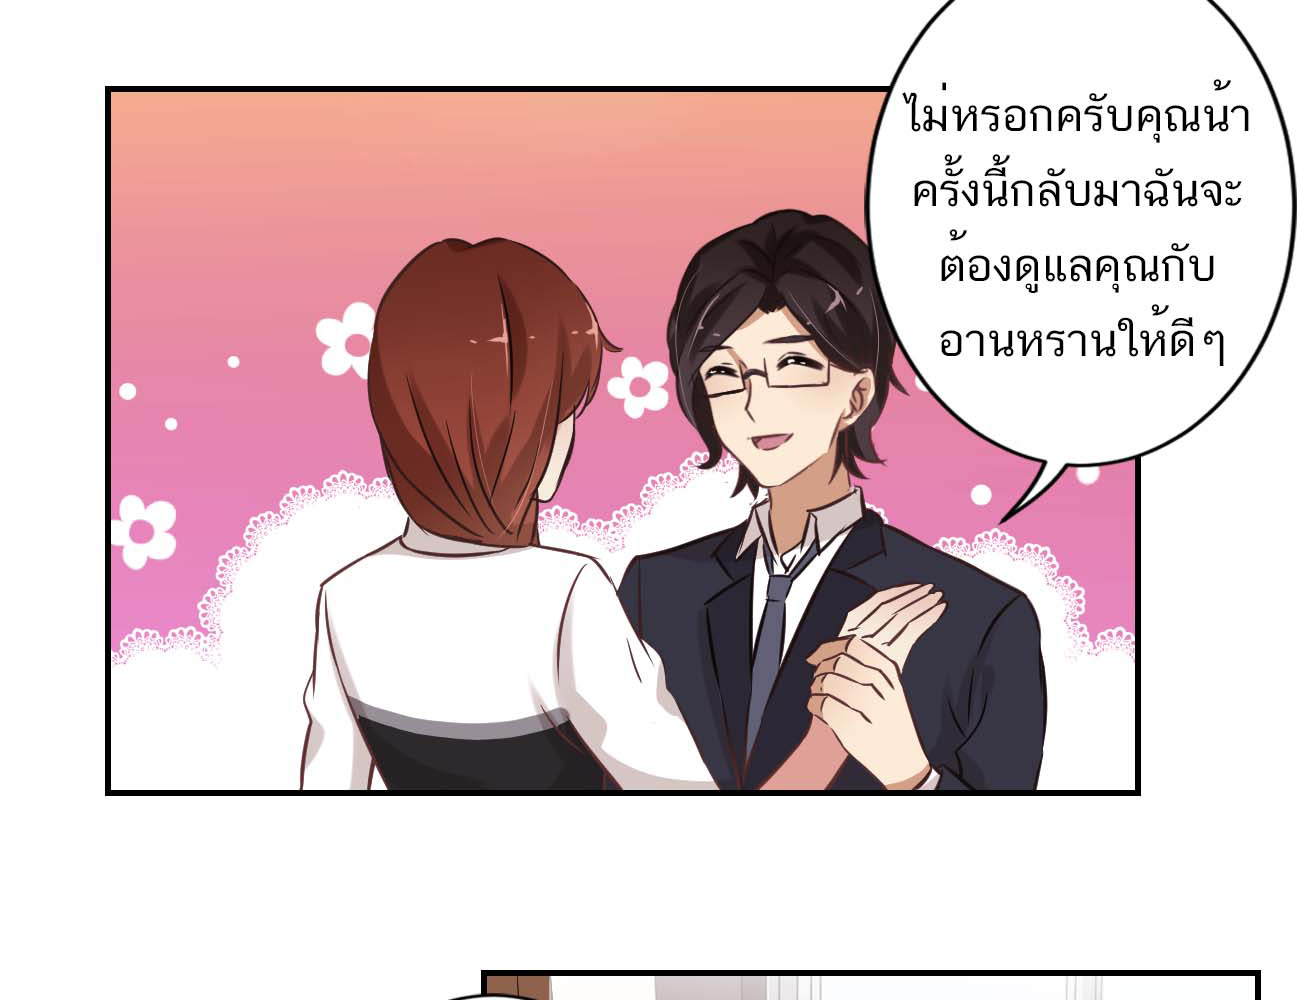 ไม่หรอกครับคุณน้า
ครั้งนี้กลับมาฉันจะ
ต้องดูแลคุณกับ
อานหรานให้ดีๆ